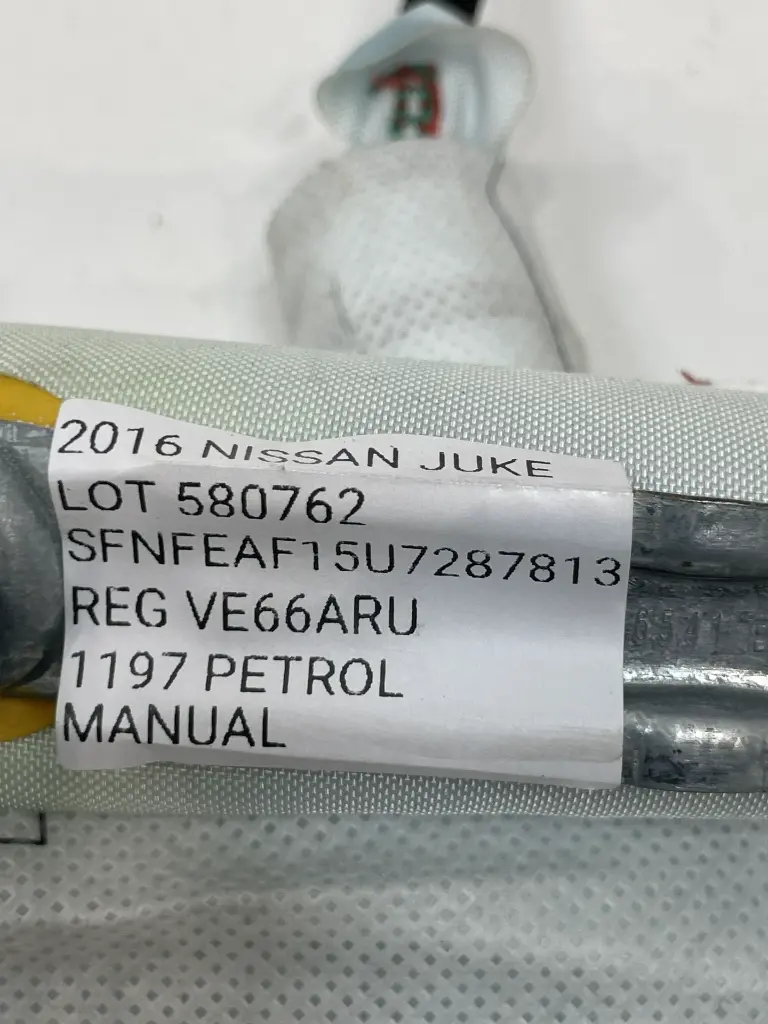 2016 NISSAN JUKE
LOT 580762
SFNFEAF15U7287813
REG VE66ARU
1197 PETROL
MANUAL